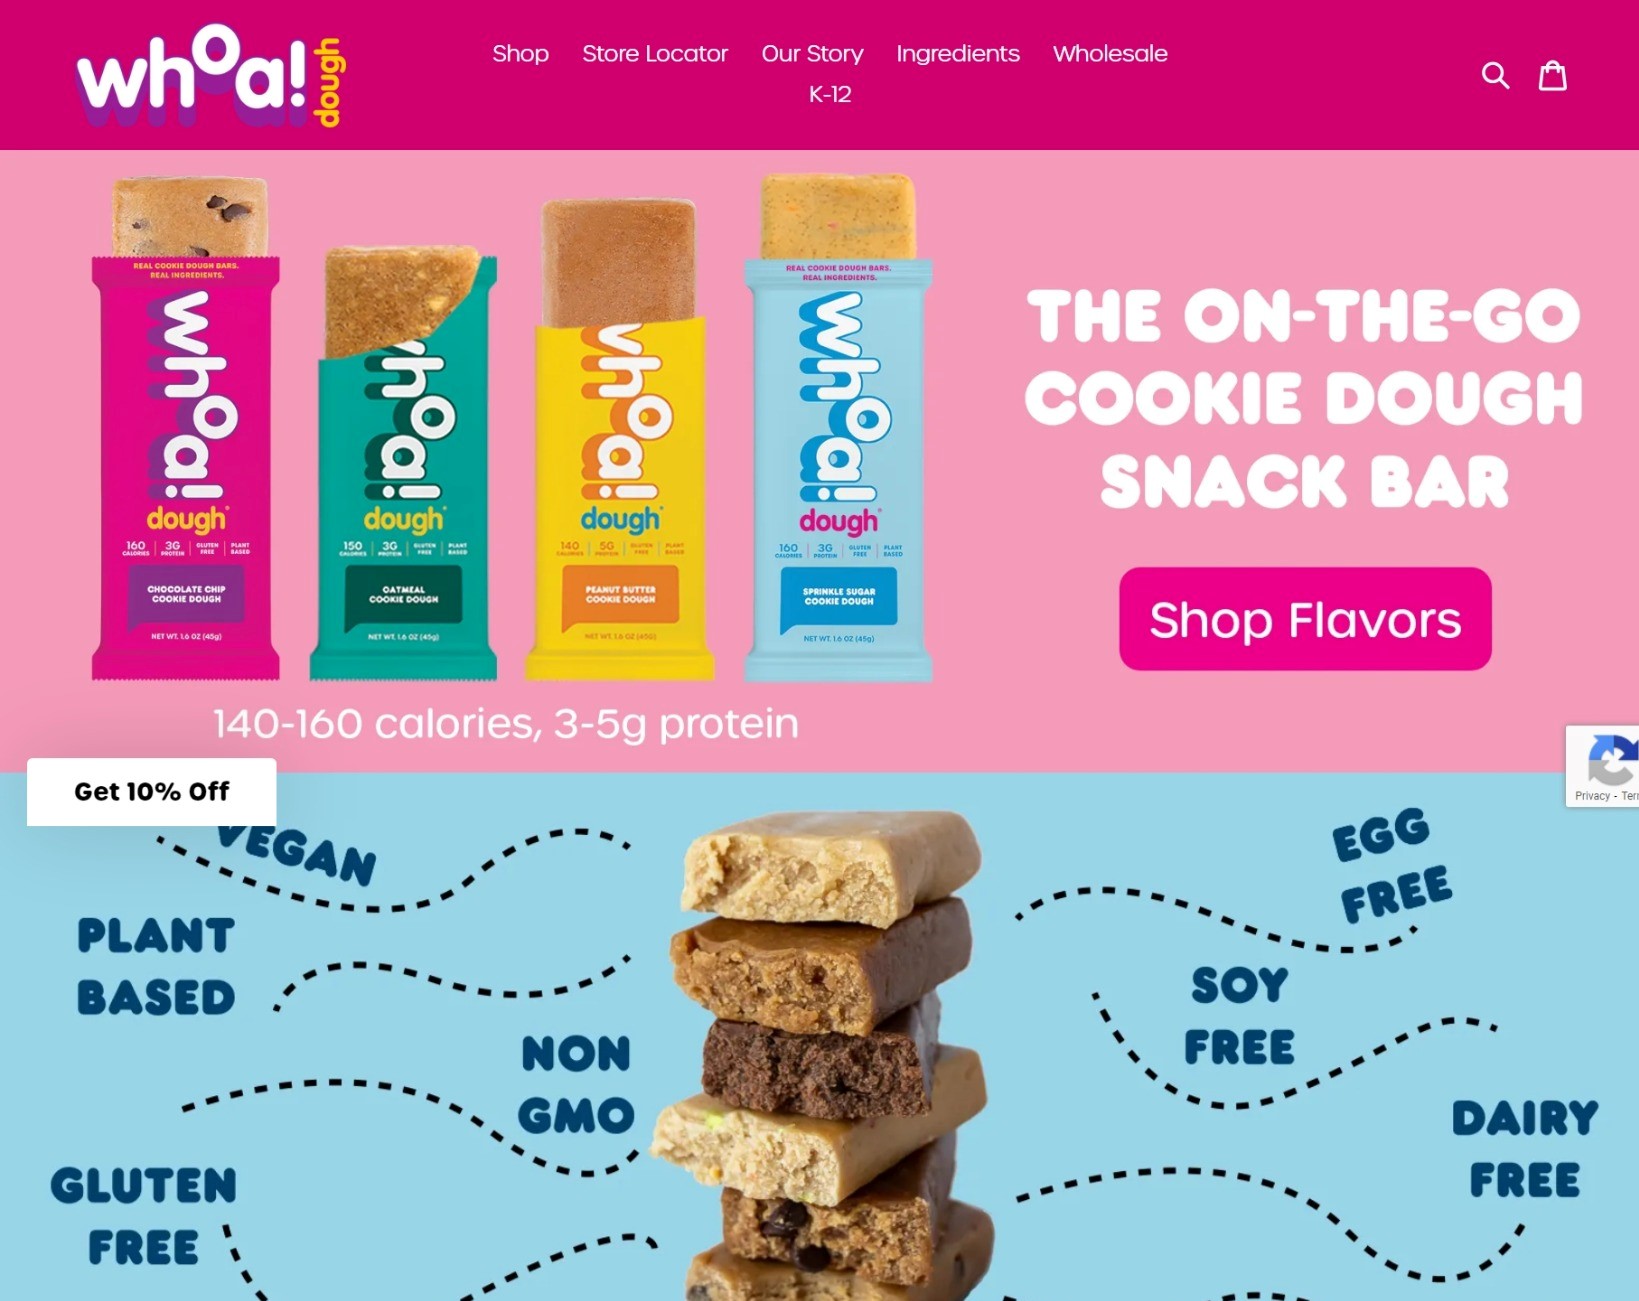 whoa! dough
Shop Store Locator Our Story Ingredients Wholesale
K-12
REAL COOKIE DOUGH BARS.
REAL INGREDIENTS.
whoa!
dough
160 CALORIES | 3G PROTEIN | GLUTEN FREE | PLANT BASED
CHOCOLATE CHIP
COOKIE DOUGH
NET WT. 1.6 OZ (45g)
whoa!
dough
150 CALORIES | 3G PROTEIN | GLUTEN FREE | PLANT BASED
OATMEAL
COOKIE DOUGH
NET WT. 1.6 OZ (45g)
whoa!
dough
140 CALORIES | 5G PROTEIN | GLUTEN FREE | PLANT BASED
PEANUT BUTTER
COOKIE DOUGH
NET WT. 1.6 OZ (45G)
REAL COOKIE DOUGH BARS.
REAL INGREDIENTS.
whoa!
dough
160 CALORIES | 3G PROTEIN | GLUTEN FREE | PLANT BASED
SPRINKLE SUGAR
COOKIE DOUGH
NET WT. 1.6 OZ (45g)
THE ON-THE-GO
COOKIE DOUGH
SNACK BAR
Shop Flavors
140-160 calories, 3-5g protein
Privacy - Ter
Get 10% Off
VEGAN
PLANT
BASED
NON
GMO
GLUTEN
FREE
EGG
FREE
SOY
FREE
DAIRY
FREE